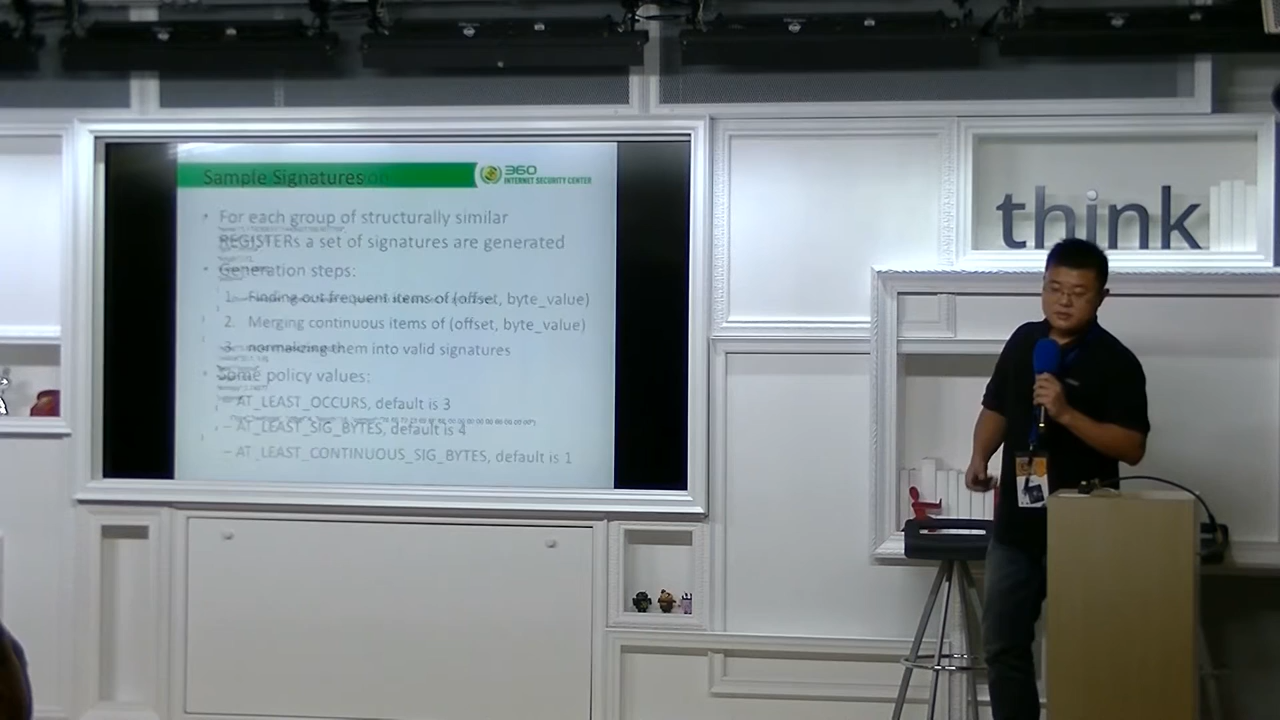 Sample Signatures
360
INTERNET SECURITY CENTER
• For each group of structurally similar
REGISTERs a set of signatures are generated
• Generation steps:
1. Finding out frequent items of (offset, byte_value)
2. Merging continuous items of (offset, byte_value)
3. normalizing them into valid signatures
• Some policy values:
– AT_LEAST_OCCURS, default is 3
– AT_LEAST_SIG_BYTES, default is 4
– AT_LEAST_CONTINUOUS_SIG_BYTES, default is 1
think